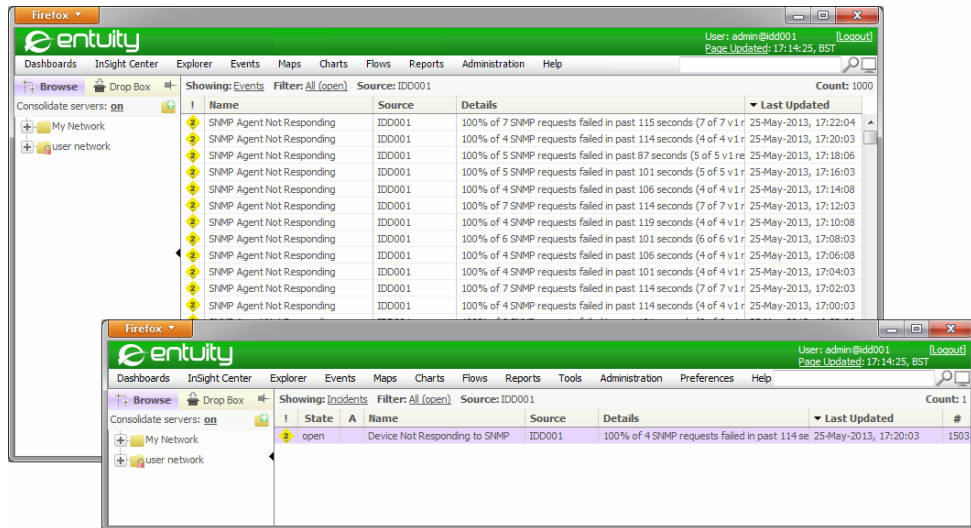 Firefox
entuity
User: admin@idd001 [Logout]
Page Updated: 17:14:25, BST
Dashboards InSight Center Explorer Events Maps Charts Flows Reports Administration Help
Browse Drop Box Showing: Events Filter: All (open) Source: IDD001 Count: 1000
Consolidate servers: on
My Network
user network
! Name Source Details Last Updated
2 SNMP Agent Not Responding IDD001 100% of 7 SNMP requests failed in past 115 seconds (7 of 7 v1 r 25-May-2013, 17:22:04
2 SNMP Agent Not Responding IDD001 100% of 4 SNMP requests failed in past 114 seconds (4 of 4 v1 r 25-May-2013, 17:20:03
2 SNMP Agent Not Responding IDD001 100% of 5 SNMP requests failed in past 87 seconds (5 of 5 v1 re 25-May-2013, 17:18:06
2 SNMP Agent Not Responding IDD001 100% of 5 SNMP requests failed in past 101 seconds (5 of 5 v1 r 25-May-2013, 17:16:03
2 SNMP Agent Not Responding IDD001 100% of 4 SNMP requests failed in past 106 seconds (4 of 4 v1 r 25-May-2013, 17:14:08
2 SNMP Agent Not Responding IDD001 100% of 7 SNMP requests failed in past 114 seconds (7 of 7 v1 r 25-May-2013, 17:12:03
2 SNMP Agent Not Responding IDD001 100% of 4 SNMP requests failed in past 119 seconds (4 of 4 v1 r 25-May-2013, 17:10:08
2 SNMP Agent Not Responding IDD001 100% of 6 SNMP requests failed in past 101 seconds (6 of 6 v1 r 25-May-2013, 17:08:03
2 SNMP Agent Not Responding IDD001 100% of 4 SNMP requests failed in past 106 seconds (4 of 4 v1 r 25-May-2013, 17:06:08
2 SNMP Agent Not Responding IDD001 100% of 4 SNMP requests failed in past 101 seconds (4 of 4 v1 r 25-May-2013, 17:04:03
2 SNMP Agent Not Responding IDD001 100% of 7 SNMP requests failed in past 114 seconds (7 of 7 v1 r 25-May-2013, 17:02:03
2 SNMP Agent Not Responding IDD001 100% of 4 SNMP requests failed in past 114 seconds (4 of 4 v1 r 25-May-2013, 17:00:03
Firefox
entuity
User: admin@idd001 [Logout]
Page Updated: 17:14:25, BST
Dashboards InSight Center Explorer Events Maps Charts Flows Reports Tools Administration Preferences Help
Browse Drop Box Showing: Incidents Filter: All (open) Source: IDD001 Count: 1
Consolidate servers: on
My Network
user network
! State A Name Source Details Last Updated #
2 open Device Not Responding to SNMP IDD001 100% of 4 SNMP requests failed in past 114 se 25-May-2013, 17:20:03 1503